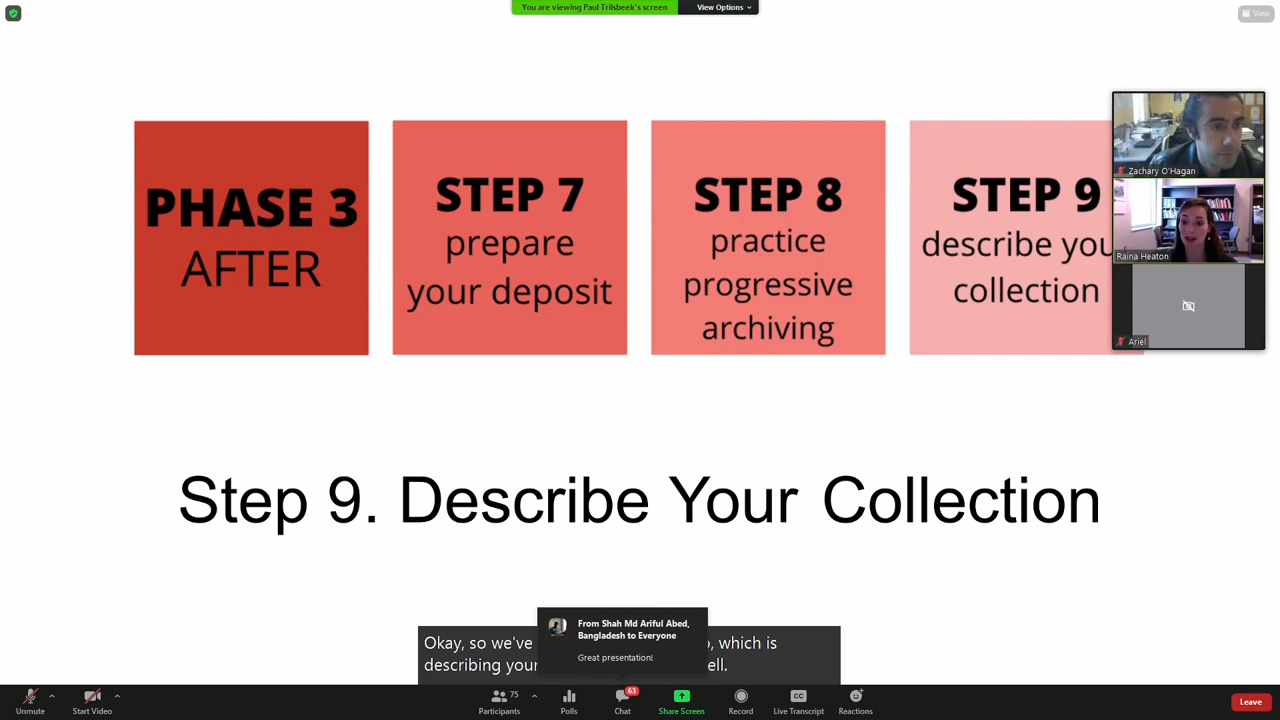 You are viewing Paul Trilsbeek's screen
View Options
View
PHASE 3
AFTER
STEP 7
prepare
your deposit
STEP 8
practice
progressive
archiving
STEP 9
describe you
collection
Zachary O'Hagan
Raina Heaton
Ariel
Step 9. Describe Your Collection
From Shah Md Ariful Abed,
Bangladesh to Everyone
Great presentation!
Okay, so we've , which is
describing your ell.
Unmute
Start Video
75
Participants
Polls
63
Chat
Share Screen
Record
CC
Live Transcript
Reactions
Leave